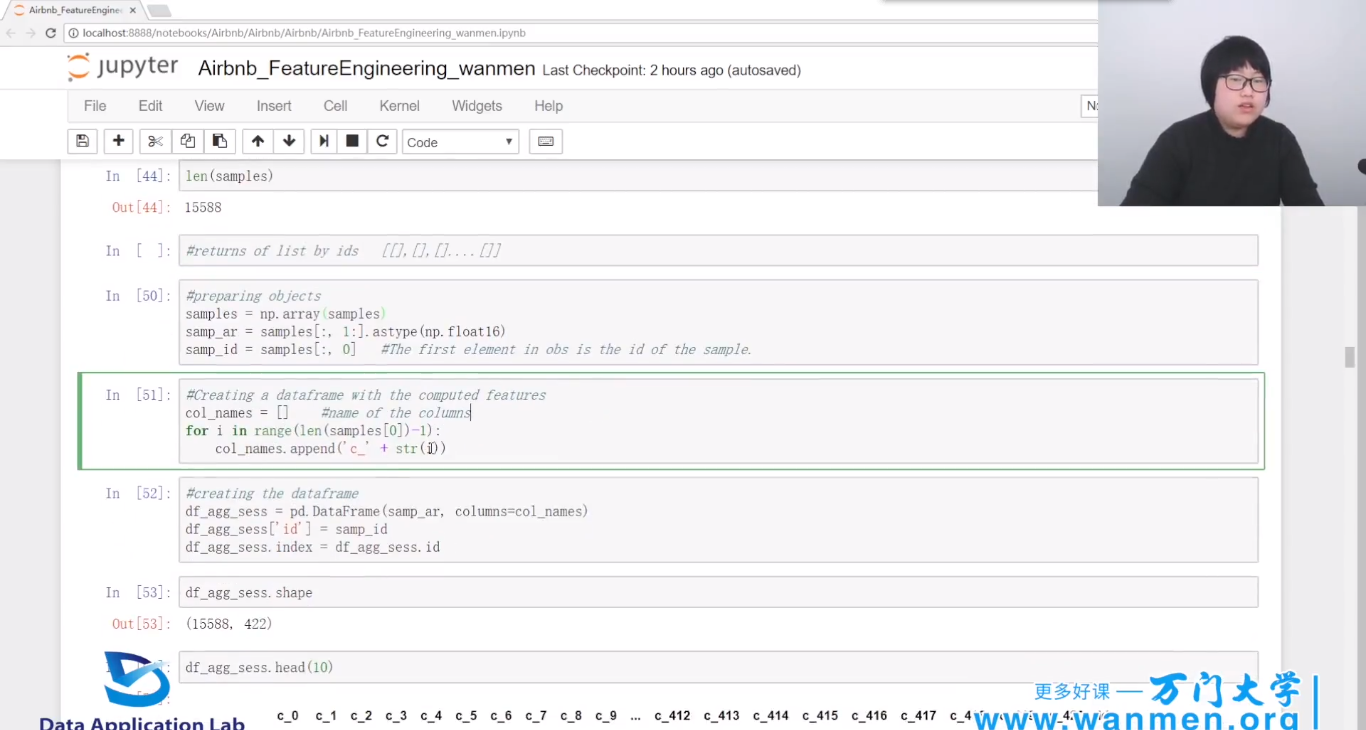 Airbnb_FeatureEngine
localhost:8888/notebooks/Airbnb/Airbnb/Airbnb/Airbnb_FeatureEngineering_wanmen.ipynb
jupyter Airbnb_FeatureEngineering_wanmen Last Checkpoint: 2 hours ago (autosaved)
File Edit View Insert Cell Kernel Widgets Help
Code
In [44]: len(samples)
Out[44]: 15588
In [ ]: #returns of list by ids [[],[],[]....[]]
In [50]: #preparing objects
samples = np.array(samples)
samp_ar = samples[:, 1:].astype(np.float16)
samp_id = samples[:, 0] #The first element in obs is the id of the sample.
In [51]: #Creating a dataframe with the computed features
col_names = [] #name of the columns
for i in range(len(samples[0])-1):
col_names.append('c_' + str(i))
In [52]: #creating the dataframe
df_agg_sess = pd.DataFrame(samp_ar, columns=col_names)
df_agg_sess['id'] = samp_id
df_agg_sess.index = df_agg_sess.id
In [53]: df_agg_sess.shape
Out[53]: (15588, 422)
df_agg_sess.head(10)
c_0 c_1 c_2 c_3 c_4 c_5 c_6 c_7 c_8 c_9 ... c_412 c_413 c_414 c_415 c_416 c_417
Data Application Lab
更多好课 — 万门大学
www.wanmen.org